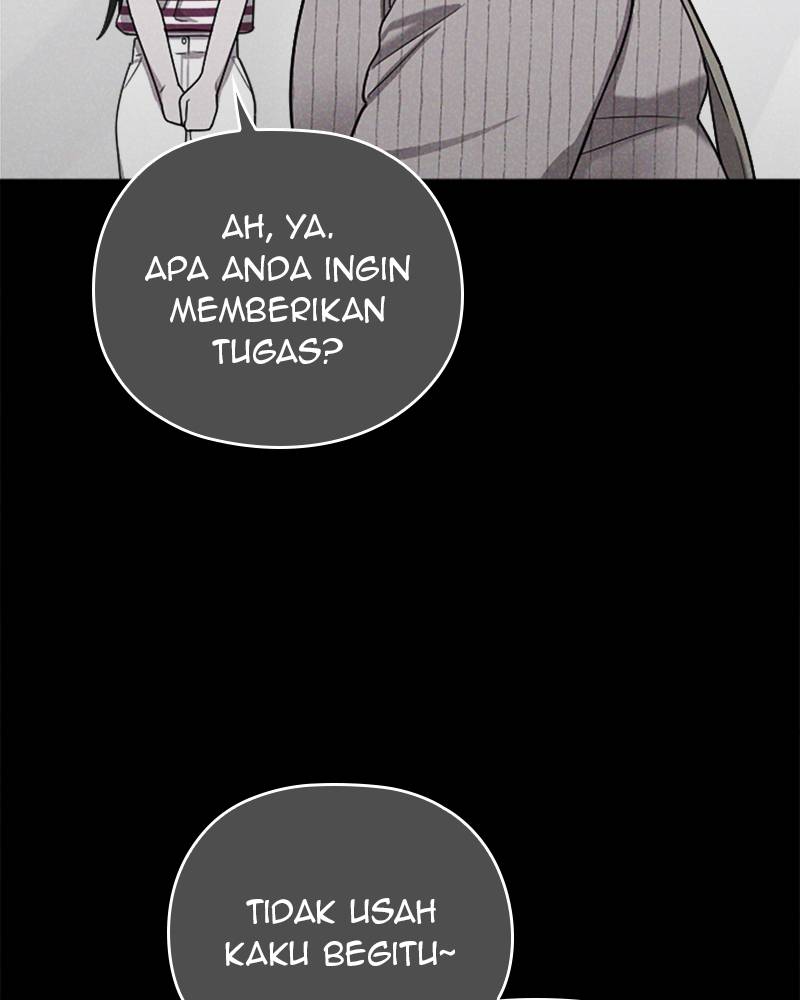 AH, YA.
APA ANDA INGIN
MEMBERIKAN
TUGAS?
TIDAK USAH
KAKU BEGITU~